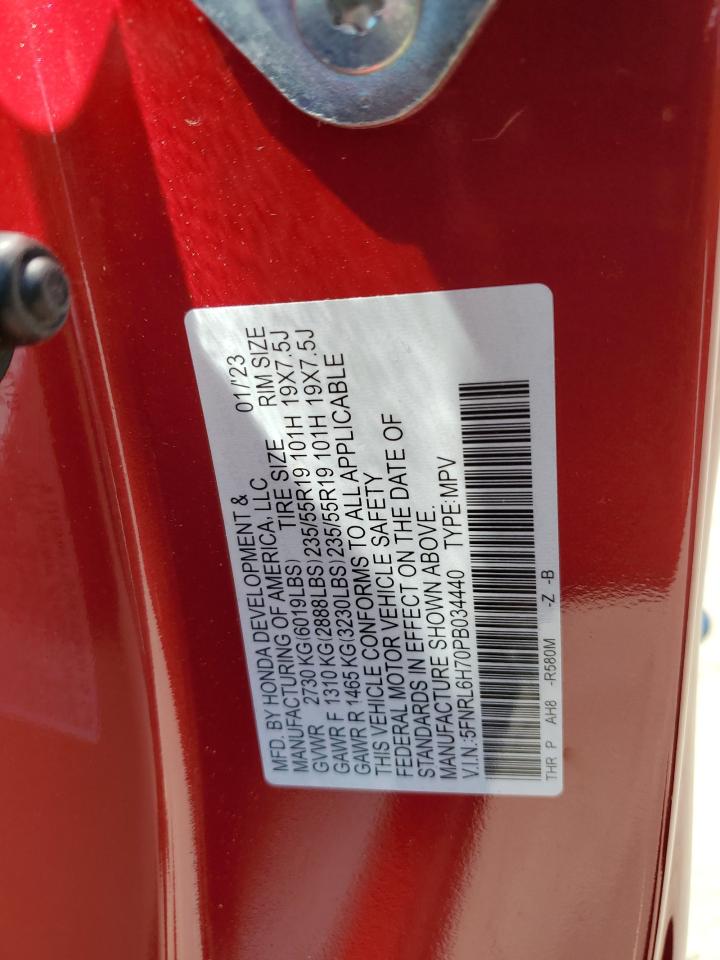 MFD. BY HONDA DEVELOPMENT & 01/'23
MANUFACTURING OF AMERICA, LLC
TIRE SIZE RIM SIZE
GVWR 2730 KG(6019LBS)
GAWR F 1310 KG(2888LBS) 235/55R19 101H 19X7.5J
GAWR R 1465 KG(3230LBS) 235/55R19 101H 19X7.5J
THIS VEHICLE CONFORMS TO ALL APPLICABLE
FEDERAL MOTOR VEHICLE SAFETY
STANDARDS IN EFFECT ON THE DATE OF
MANUFACTURE SHOWN ABOVE.
V.I.N.:5FNRL6H70PB034440 TYPE:MPV
THR P AH8 -R580M -Z -B